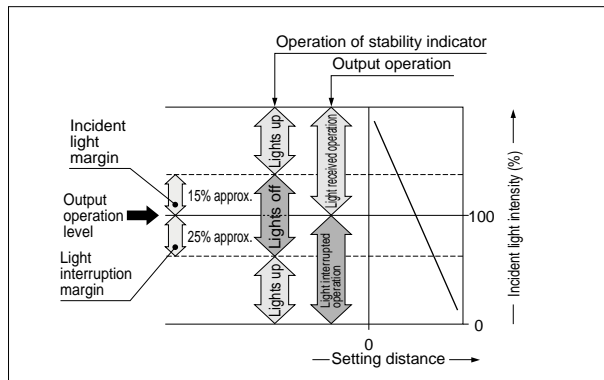 Operation of stability indicator
Output operation
Incident
light
margin
Output
operation
level
Light
interruption
margin
15% approx.
25% approx.
Lights up
Lights off
Lights up
Light received operation
Light interrupted
operation
100
0
Incident light intensity (%)
0
Setting distance